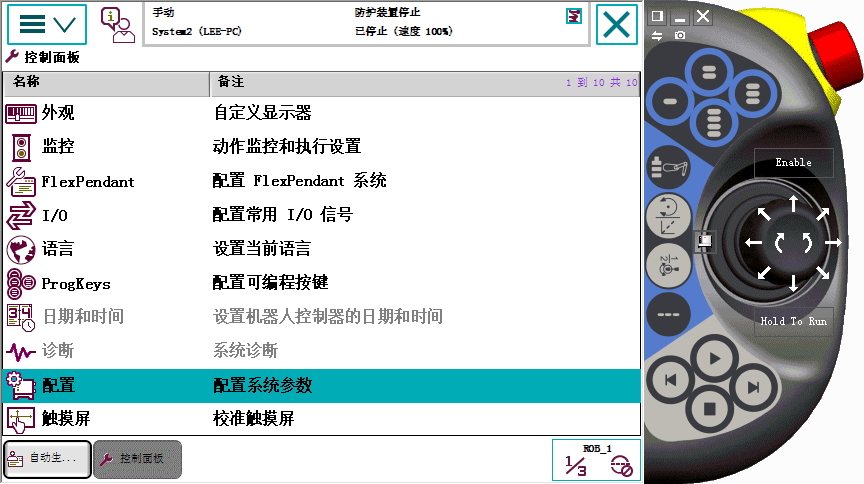 手动
防护装置停止
System2 (LEE-PC)
已停止 (速度 100%)
控制面板
名称
备注
1 到 10 共 10
外观
自定义显示器
监控
动作监控和执行设置
FlexPendant
配置 FlexPendant 系统
I/O
配置常用 I/O 信号
语言
设置当前语言
ProgKeys
配置可编程按键
日期和时间
设置机器人控制器的日期和时间
诊断
系统诊断
配置
配置系统参数
触摸屏
校准触摸屏
自动生...
控制面板
ROB_1
1/3
Enable
Hold To Run